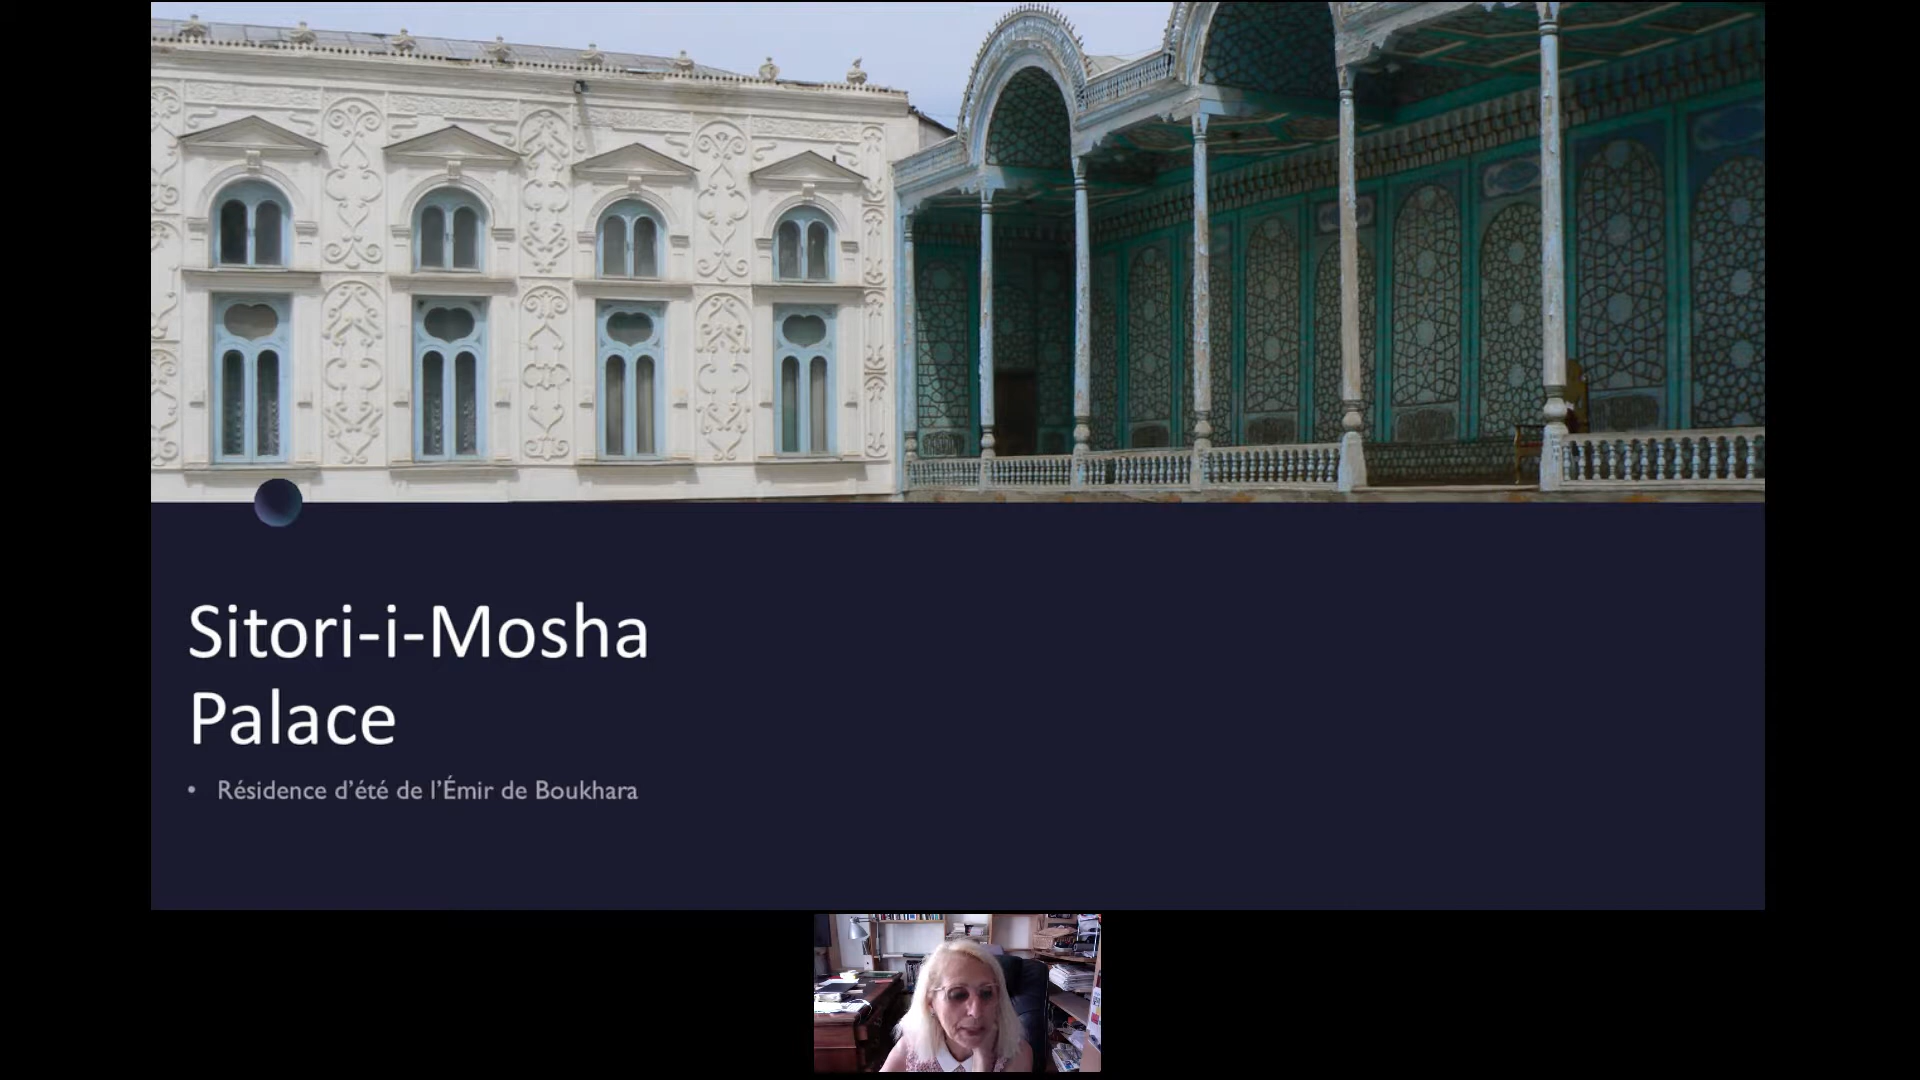 Sitori-i-Mosha
Palace
• Résidence d'été de l'Émir de Boukhara